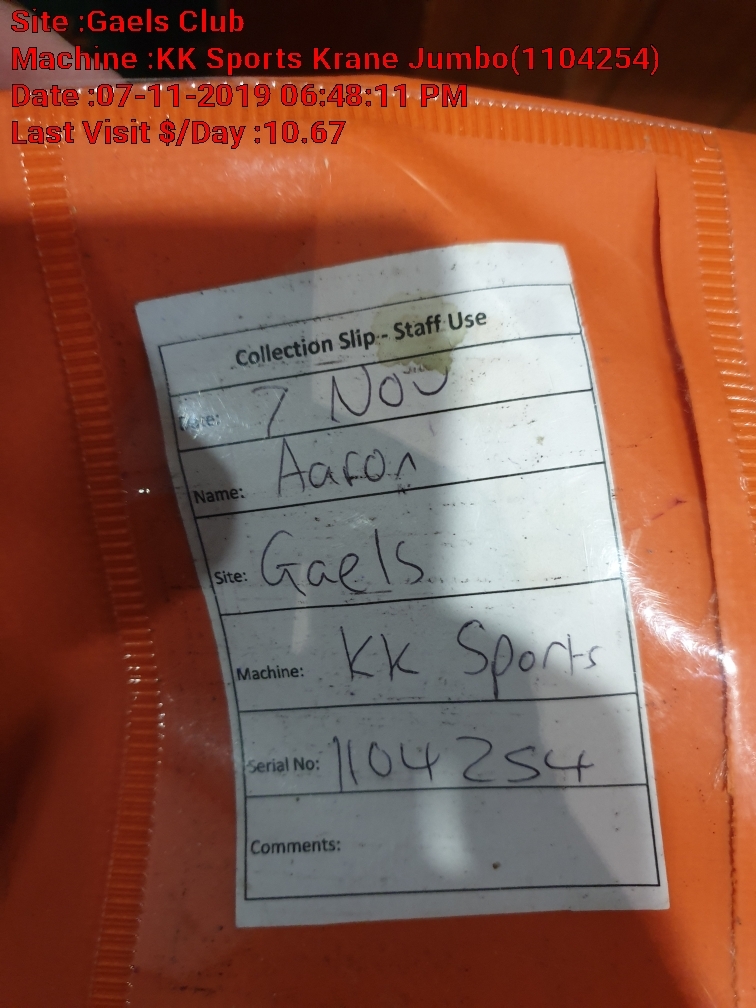 Site :Gaels Club
Machine :KK Sports Krane Jumbo(1104254)
Date :07-11-2019 06:48:11 PM
Last Visit $/Day :10.67
Collection Slip - Staff Use
Date: 7 Nov
Name: Aaron
Site: Gaels
Machine: KK Sports
Serial No: 1104254
Comments: